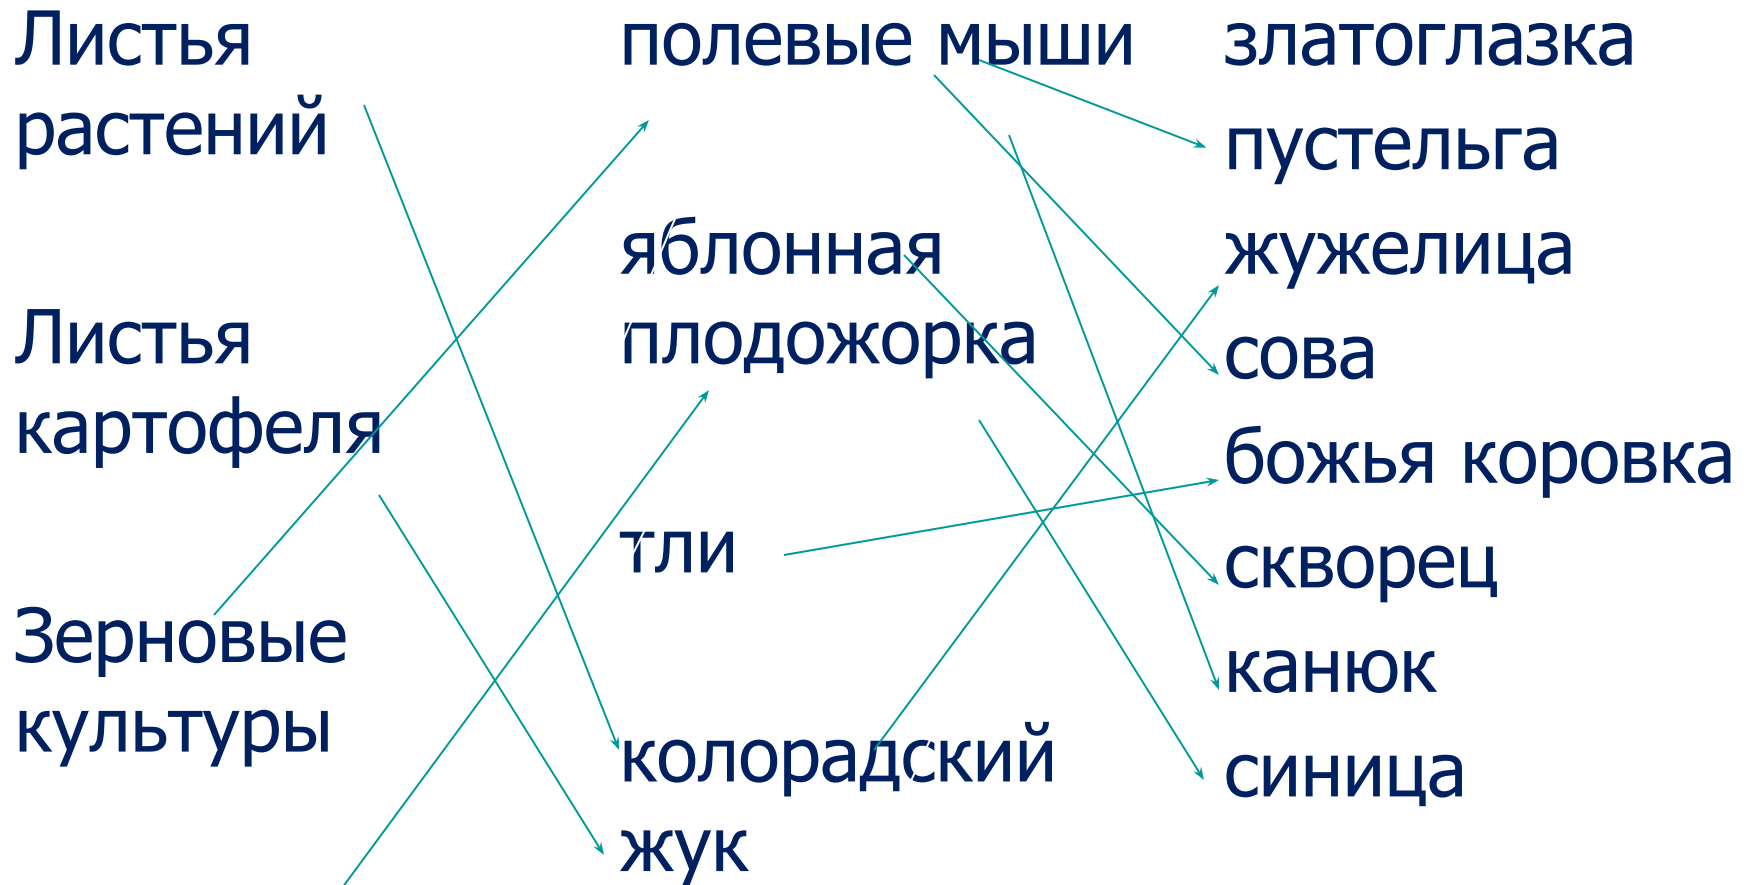 Листья
растений
Листья
картофеля
Зерновые
культуры
полевые мыши
яблонная
плодожорка
тли
колорадский
жук
златоглазка
пустельга
жужелица
сова
божья коровка
скворец
канюк
синица